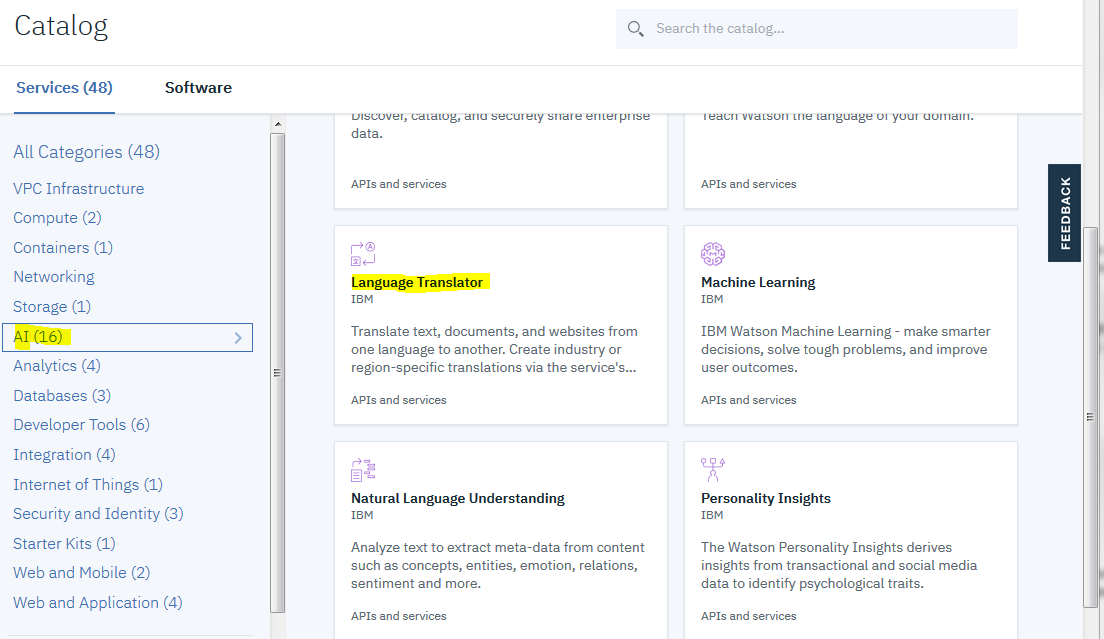 Catalog
Search the catalog...
Services (48)
Software
All Categories (48)
VPC Infrastructure
Compute (2)
Containers (1)
Networking
Storage (1)
AI (16)
Analytics (4)
Databases (3)
Developer Tools (6)
Integration (4)
Internet of Things (1)
Security and Identity (3)
Starter Kits (1)
Web and Mobile (2)
Web and Application (4)
Discover, catalog, and securely share enterprise
data.
APIs and services
Teach Watson the language of your domain.
APIs and services
Language Translator
IBM
Translate text, documents, and websites from
one language to another. Create industry or
region-specific translations via the service's...
APIs and services
Machine Learning
IBM
IBM Watson Machine Learning - make smarter
decisions, solve tough problems, and improve
user outcomes.
APIs and services
Natural Language Understanding
IBM
Analyze text to extract meta-data from content
such as concepts, entities, emotion, relations,
sentiment and more.
APIs and services
Personality Insights
IBM
The Watson Personality Insights derives
insights from transactional and social media
data to identify psychological traits.
APIs and services
FEEDBACK